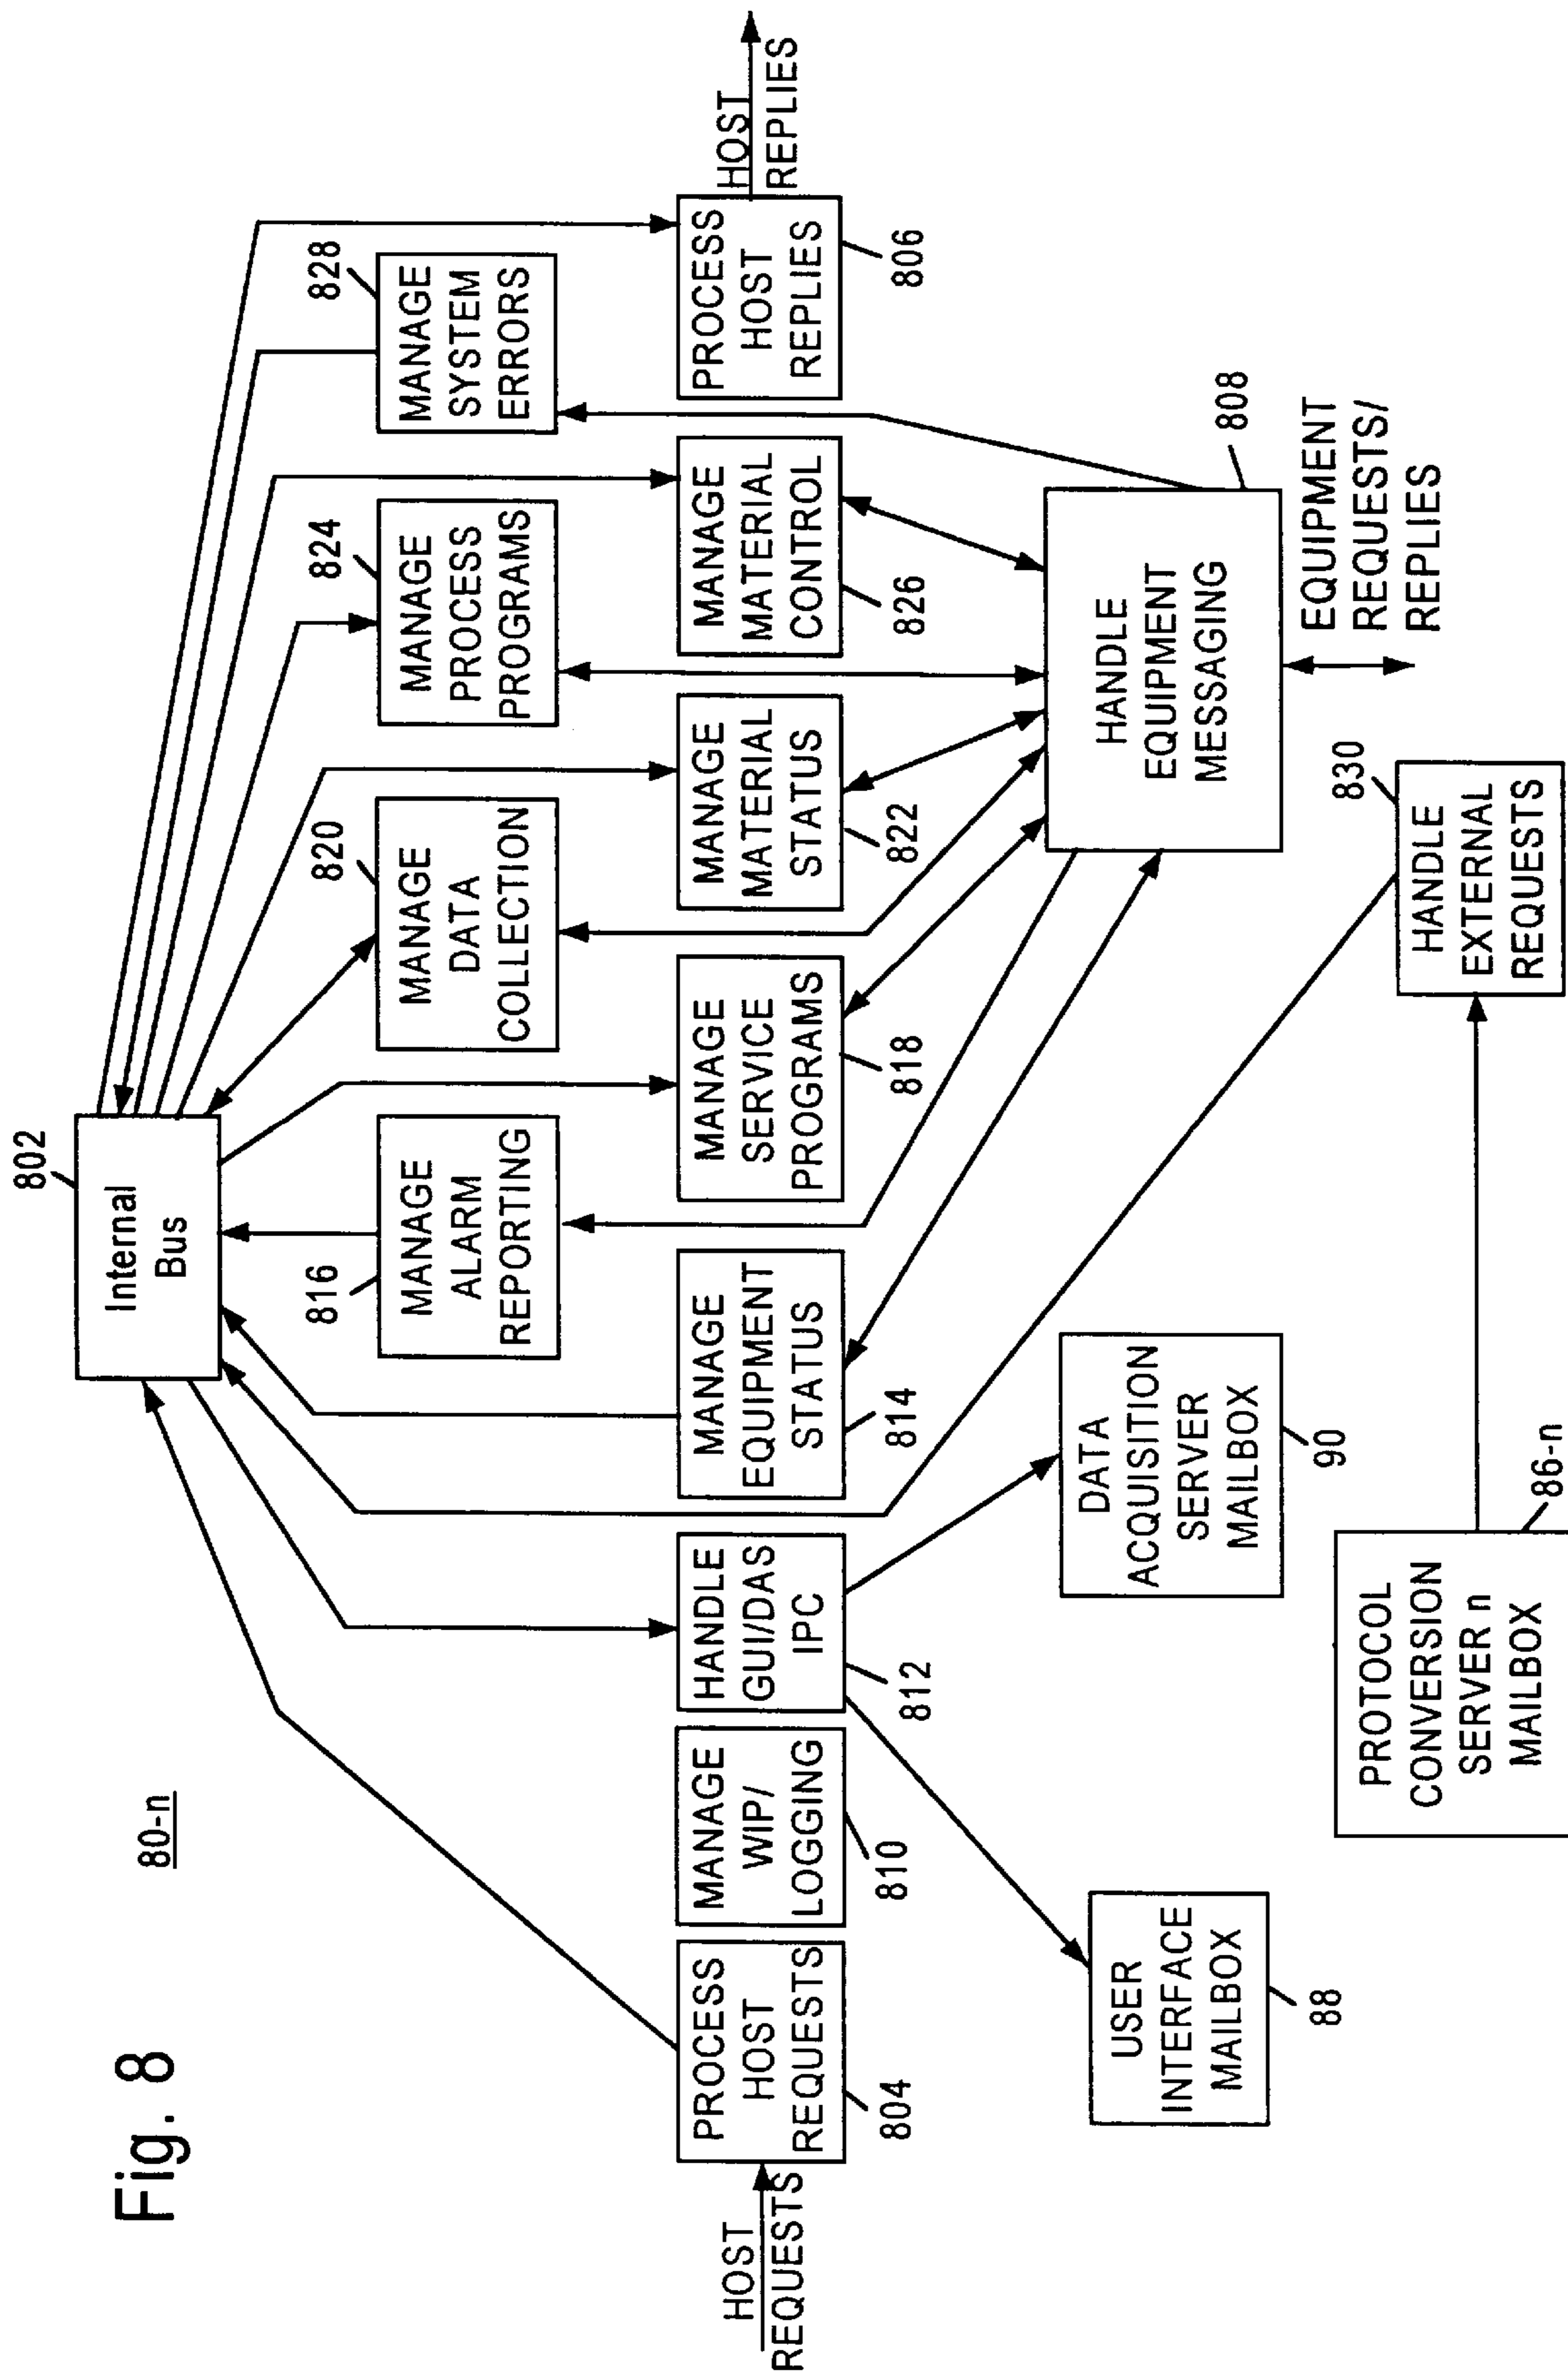 Fig. 8
80-n
802
Internal
Bus
816
MANAGE
ALARM
REPORTING
820
MANAGE
DATA
COLLECTION
824
MANAGE
PROCESS
PROGRAMS
828
MANAGE
SYSTEM
ERRORS
HOST
REQUESTS
PROCESS
HOST
REQUESTS
804
MANAGE
WIP/
LOGGING
810
HANDLE
GUI/DAS
IPC
812
MANAGE
EQUIPMENT
STATUS
814
MANAGE
SERVICE
PROGRAMS
818
MANAGE
MATERIAL
STATUS
822
MANAGE
MATERIAL
CONTROL
826
PROCESS
HOST
REPLIES
806
HOST
REPLIES
USER
INTERFACE
MAILBOX
88
DATA
ACQUISITION
SERVER
MAILBOX
90
HANDLE
EQUIPMENT
MESSAGING
808
EQUIPMENT
REQUESTS/
REPLIES
PROTOCOL
CONVERSION
SERVER n
MAILBOX
86-n
HANDLE
EXTERNAL
REQUESTS
830